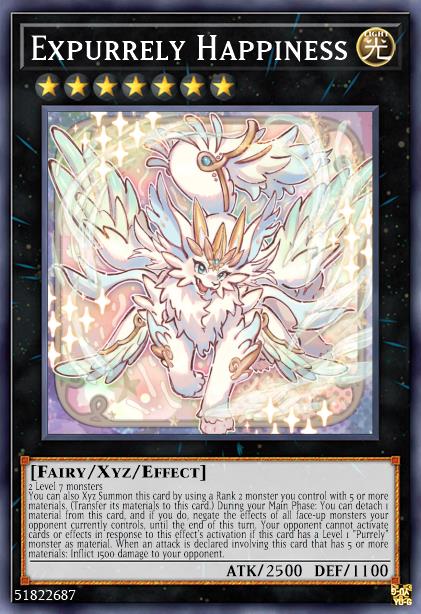 EXPURRELY HAPPINESS
LIGHT
光
[FAIRY/XYZ/EFFECT]
2 Level 7 monsters
You can also Xyz Summon this card by using a Rank 2 monster you control with 5 or more
materials. (Transfer its materials to this card.) During your Main Phase: You can detach 1
material from this card, and if you do, negate the effects of all face-up monsters your
opponent currently controls, until the end of this turn. Your opponent cannot activate
cards or effects in response to this effect's activation if this card has a Level 1 "Purrely"
monster as material. When an attack is declared involving this card that has 5 or more
materials: Inflict 1500 damage to your opponent.
ATK/2500 DEF/1100
51822687